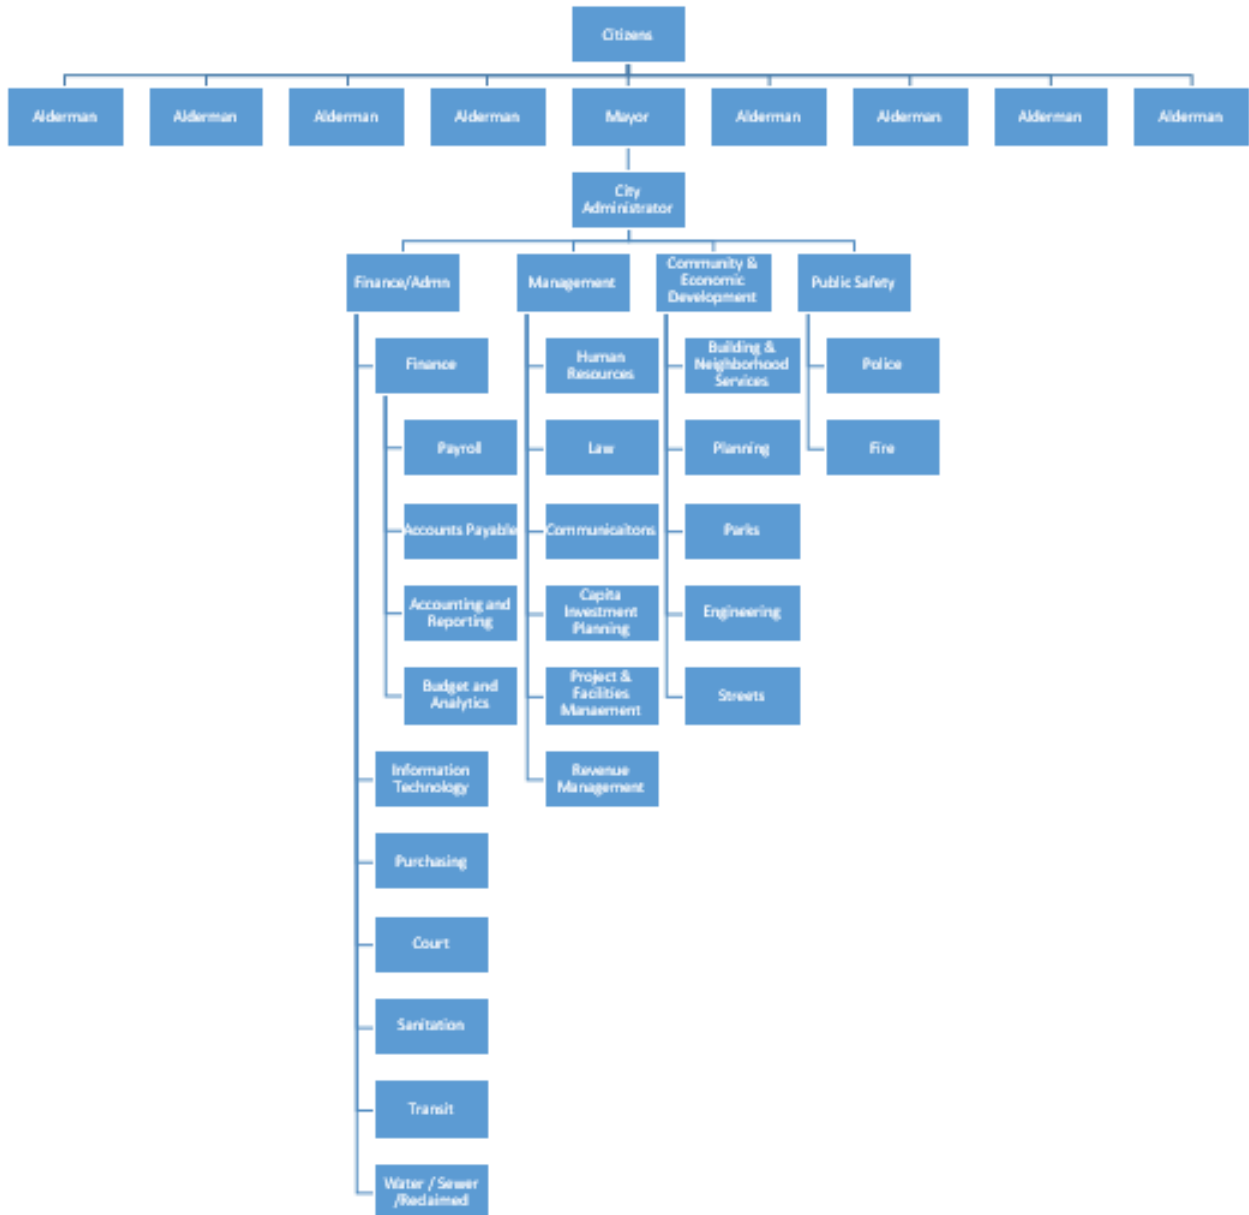 Citizens
Alderman
Alderman
Alderman
Alderman
Mayor
Alderman
Alderman
Alderman
Alderman
City
Administrator
Finance/Admn
Management
Community &
Economic
Development
Public Safety
Finance
Human
Resources
Building &
Neighborhood
Services
Police
Payroll
Law
Planning
Fire
Accounts Payable
Communicaitons
Parks
Accounting and
Reporting
Capita
Investment
Planning
Engineering
Budget and
Analytics
Project &
Facilities
Manaement
Streets
Information
Technology
Revenue
Management
Purchasing
Court
Sanitation
Transit
Water / Sewer
/Reclaimed